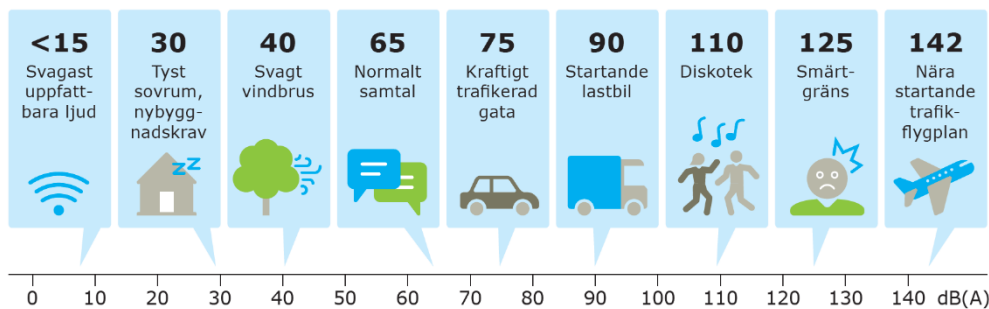 <15
Svagast
uppfatt-
bara ljud
30
Tyst
sovrum,
nybygg-
nadskrav
zz
40
Svagt
vindbrus
65
Normalt
samtal
75
Kraftigt
trafikerad
gata
90
Startande
lastbil
110
Diskotek
125
Smärt-
gräns
142
Nära
startande
trafik-
flygplan
0 10 20 30 40 50 60 70 80 90 100 110 120 130 140 dB(A)